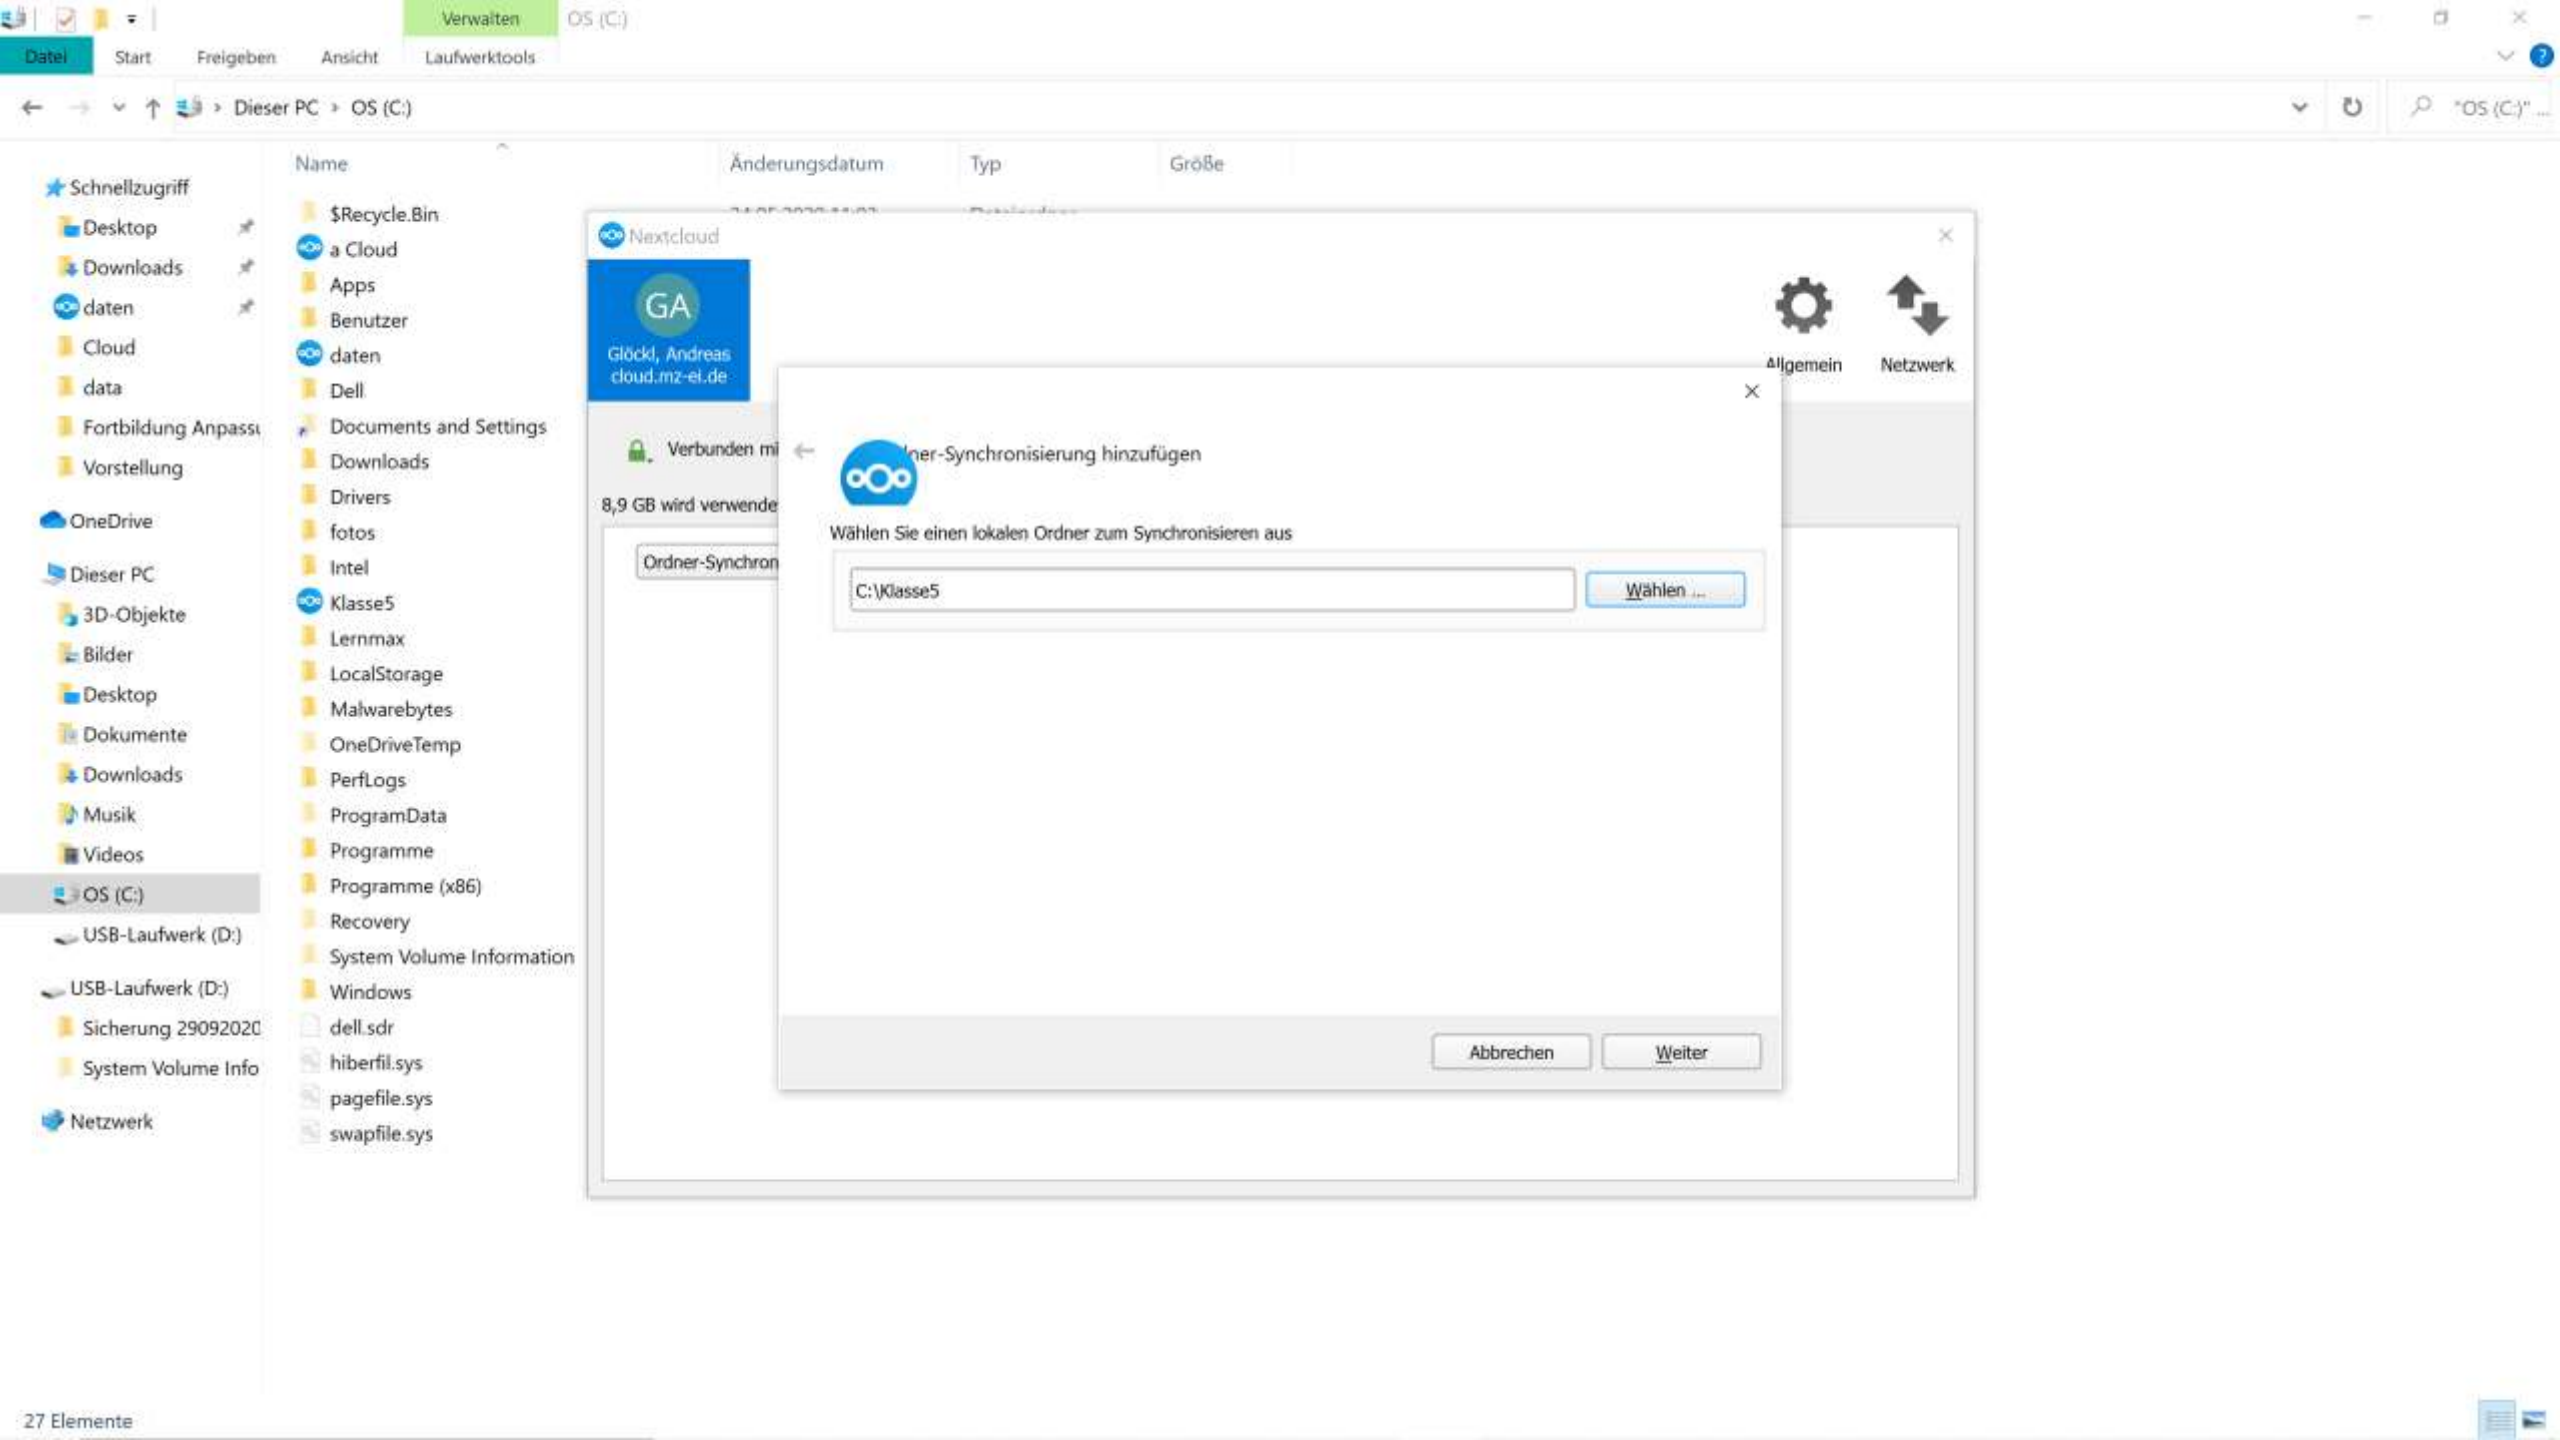 Verwalten
OS (C:)
Datei
Start
Freigeben
Ansicht
Laufwerktools
Dieser PC
OS (C:)
"OS (C:)" ...
Name
Änderungsdatum
Typ
Größe
Schnellzugriff
Desktop
Downloads
daten
Cloud
data
Fortbildung Anpassu
Vorstellung
OneDrive
Dieser PC
3D-Objekte
Bilder
Desktop
Dokumente
Downloads
Musik
Videos
OS (C:)
USB-Laufwerk (D:)
USB-Laufwerk (D:)
Sicherung 29092020
System Volume Info
Netzwerk
$Recycle.Bin
a Cloud
Apps
Benutzer
daten
Dell
Documents and Settings
Downloads
Drivers
fotos
Intel
Klasse5
Lernmax
LocalStorage
Malwarebytes
OneDriveTemp
PerfLogs
ProgramData
Programme
Programme (x86)
Recovery
System Volume Information
Windows
dell.sdr
hiberfil.sys
pagefile.sys
swapfile.sys
Nextcloud
GA
Glöckl, Andreas
cloud.mz-ei.de
Allgemein
Netzwerk
Verbunden mi
8,9 GB wird verwende
Ordner-Synchron
ner-Synchronisierung hinzufügen
Wählen Sie einen lokalen Ordner zum Synchronisieren aus
C:\Klasse5
Wählen ...
Abbrechen
Weiter
27 Elemente